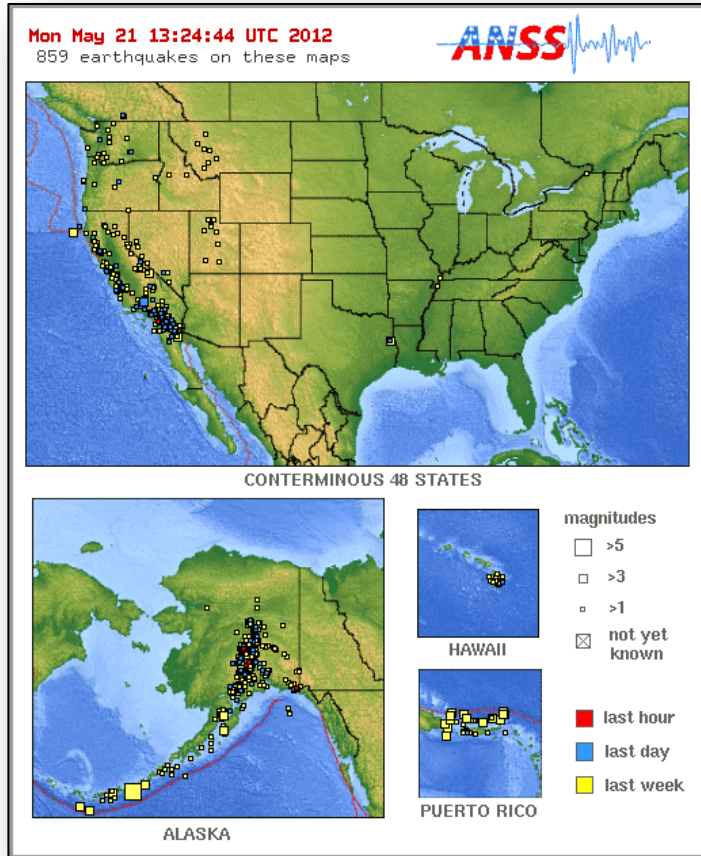 Mon May 21 13:24:44 UTC 2012
859 earthquakes on these maps
ANSS
CONTERMINOUS 48 STATES
ALASKA
HAWAII
PUERTO RICO
magnitudes
>5
>3
>1
not yet
known
last hour
last day
last week